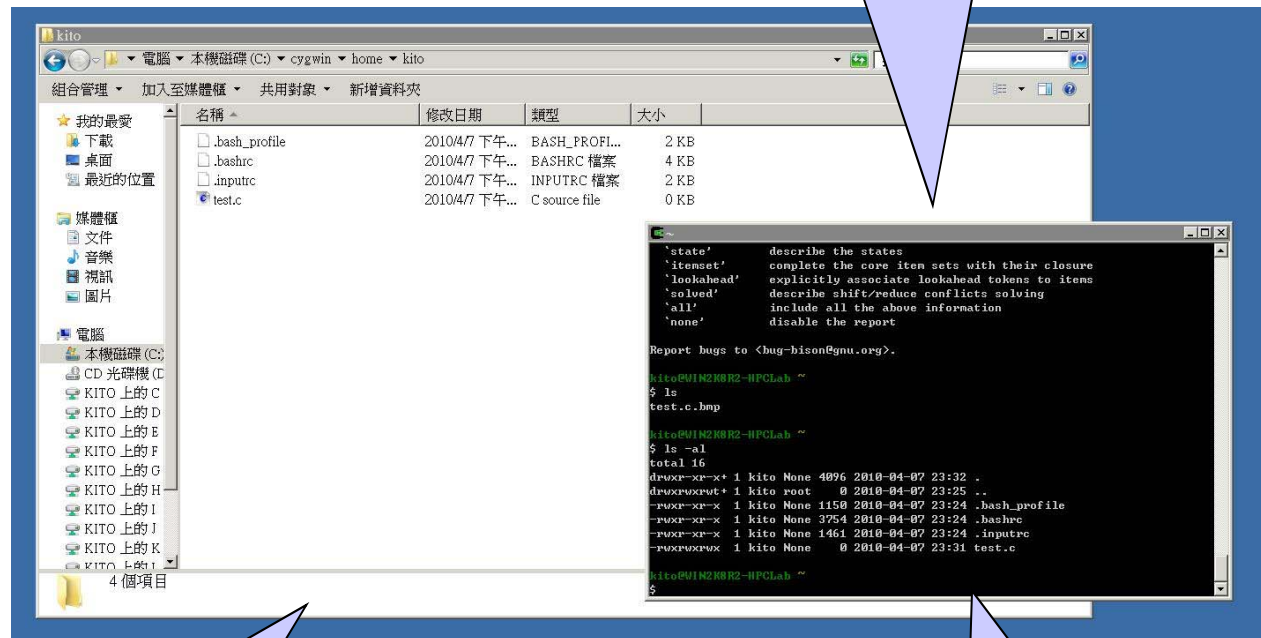 kito
電腦 ▾ 本機磁碟 (C:) ▾ cygwin ▾ home ▾ kito
組合管理 ▾ 加入至媒體櫃 ▾ 共用對象 ▾ 新增資料夾
名稱 修改日期 類型 大小
.bash_profile 2010/4/7 下午... BASH_PROFI... 2 KB
.bashrc 2010/4/7 下午... BASHRC 檔案 4 KB
.inputrc 2010/4/7 下午... INPUTRC 檔案 2 KB
test.c 2010/4/7 下午... C source file 0 KB
我的最愛
下載
桌面
最近的位置
媒體櫃
文件
音樂
視訊
圖片
電腦
本機磁碟 (C:)
CD 光碟機 (D
KITO 上的 C
KITO 上的 D
KITO 上的 E
KITO 上的 F
KITO 上的 G
KITO 上的 H
KITO 上的 I
KITO 上的 J
KITO 上的 K
KITO 上的 L
4 個項目
~
`state'        describe the states
`itemset'      complete the core item sets with their closure
`lookahead'    explicitly associate lookahead tokens to items
`solved'       describe shift/reduce conflicts solving
`all'          include all the above information
`none'         disable the report
Report bugs to <bug-bison@gnu.org>.
kito@WIN2K8R2-HPCLab ~
$ ls
test.c.bmp
kito@WIN2K8R2-HPCLab ~
$ ls -al
total 16
drwxr-xr-x+ 1 kito None 4096 2010-04-07 23:32 .
drwxrwxrwt+ 1 kito root    0 2010-04-07 23:25 ..
-rwxr-xr-x  1 kito None 1150 2010-04-07 23:24 .bash_profile
-rwxr-xr-x  1 kito None 3754 2010-04-07 23:24 .bashrc
-rwxr-xr-x  1 kito None 1461 2010-04-07 23:24 .inputrc
-rwxrwxrwx  1 kito None    0 2010-04-07 23:31 test.c
kito@WIN2K8R2-HPCLab ~
$